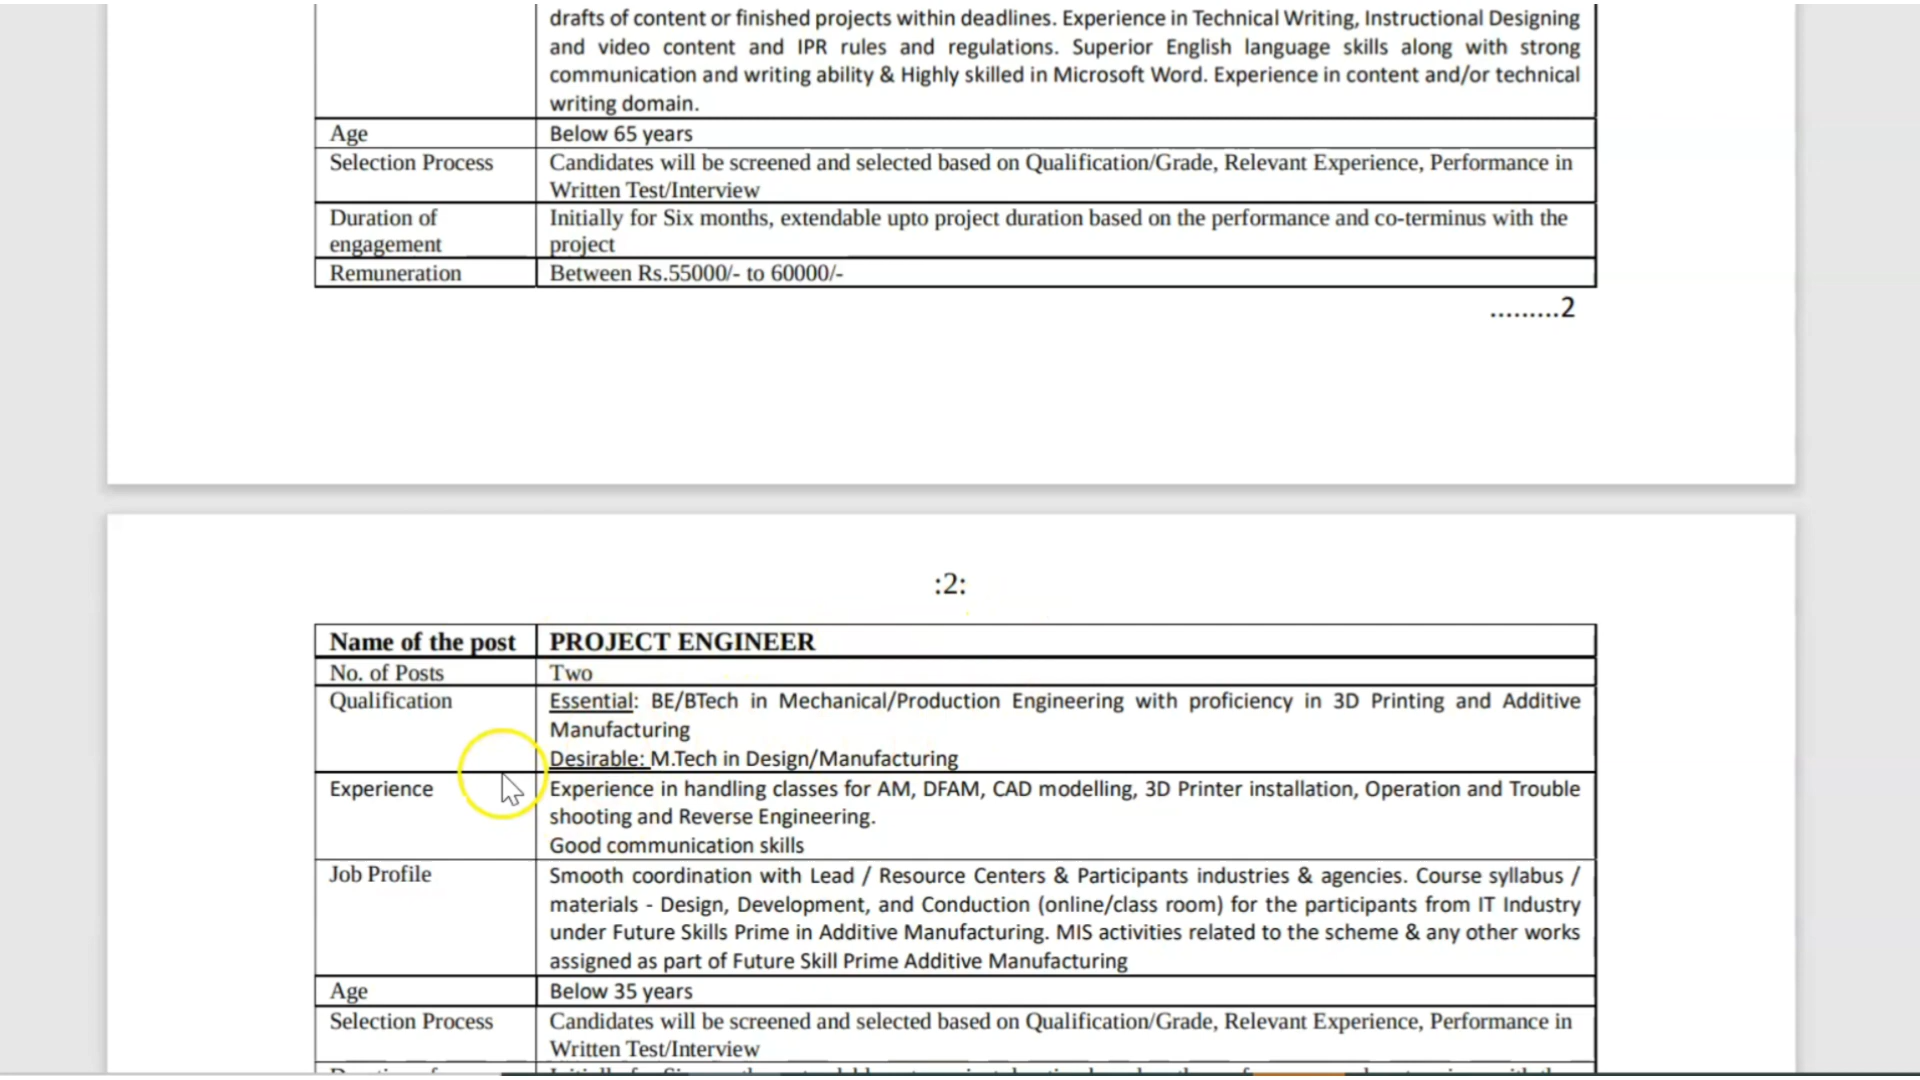 drafts of content or finished projects within deadlines. Experience in Technical Writing, Instructional Designing
and video content and IPR rules and regulations. Superior English language skills along with strong
communication and writing ability & Highly skilled in Microsoft Word. Experience in content and/or technical
writing domain.
Age Below 65 years
Selection Process Candidates will be screened and selected based on Qualification/Grade, Relevant Experience, Performance in
Written Test/Interview
Duration of Initially for Six months, extendable upto project duration based on the performance and co-terminus with the
engagement project
Remuneration Between Rs.55000/- to 60000/-
.........2
:2:
Name of the post PROJECT ENGINEER
No. of Posts Two
Qualification Essential: BE/BTech in Mechanical/Production Engineering with proficiency in 3D Printing and Additive
Manufacturing
Desirable: M.Tech in Design/Manufacturing
Experience Experience in handling classes for AM, DFAM, CAD modelling, 3D Printer installation, Operation and Trouble
shooting and Reverse Engineering.
Good communication skills
Job Profile Smooth coordination with Lead / Resource Centers & Participants industries & agencies. Course syllabus /
materials - Design, Development, and Conduction (online/class room) for the participants from IT Industry
under Future Skills Prime in Additive Manufacturing. MIS activities related to the scheme & any other works
assigned as part of Future Skill Prime Additive Manufacturing
Age Below 35 years
Selection Process Candidates will be screened and selected based on Qualification/Grade, Relevant Experience, Performance in
Written Test/Interview